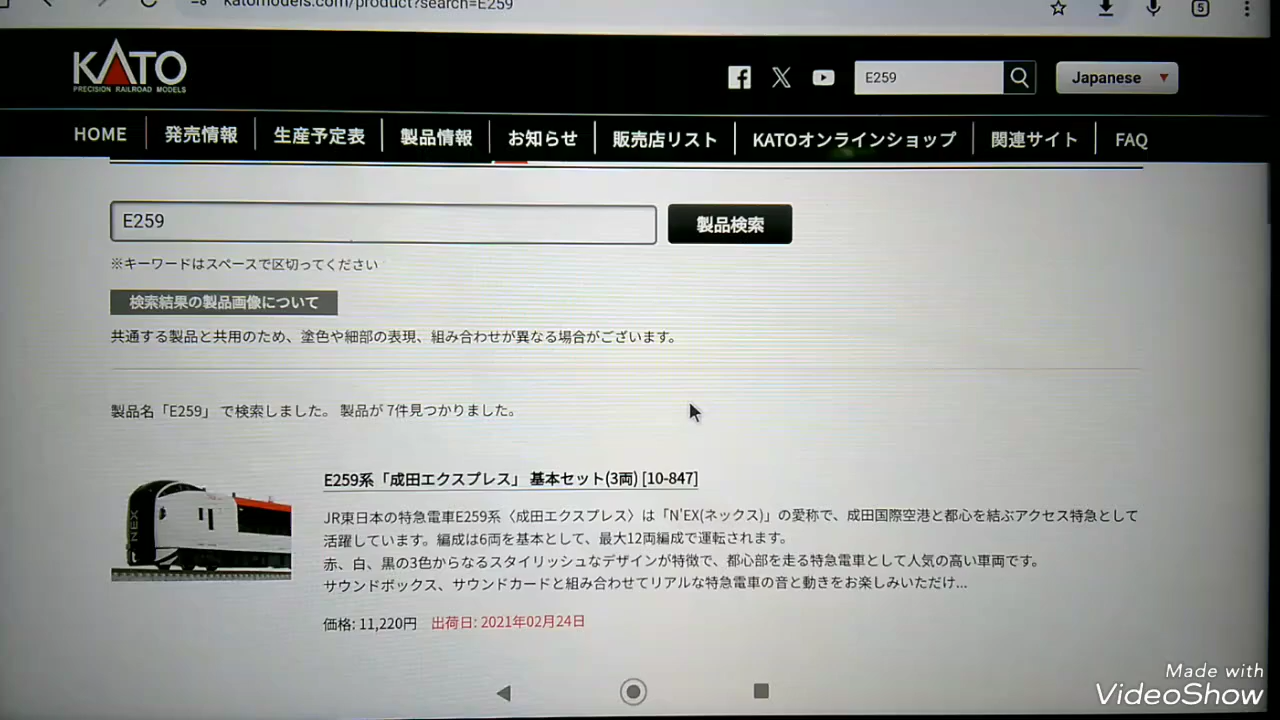 katomodels.com/product?search=E259
5
KATO
PRECISION RAILROAD MODELS
E259
Japanese
HOME
発売情報
生産予定表
製品情報
お知らせ
販売店リスト
KATOオンラインショップ
関連サイト
FAQ
E259
製品検索
※キーワードはスペースで区切ってください
検索結果の製品画像について
共通する製品と共用のため、塗色や細部の表現、組み合わせが異なる場合がございます。
製品名「E259」 で検索しました。 製品が 7件見つかりました。
E259系「成田エクスプレス」 基本セット(3両) [10-847]
JR東日本の特急電車E259系〈成田エクスプレス〉は「N'EX(ネックス)」の愛称で、成田国際空港と都心を結ぶアクセス特急として
活躍しています。編成は6両を基本として、最大12両編成で運転されます。
赤、白、黒の3色からなるスタイリッシュなデザインが特徴で、都心部を走る特急電車として人気の高い車両です。
サウンドボックス、サウンドカードと組み合わせてリアルな特急電車の音と動きをお楽しみいただけ...
価格: 11,220円 出荷日: 2021年02月24日
Made with
VideoShow